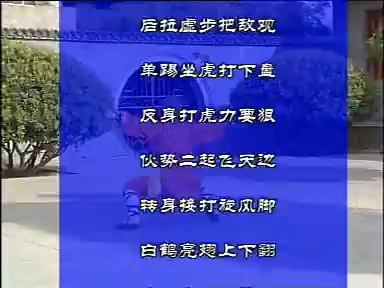 后拉虚步把敌观
单踢坐虎打下盘
反身打虎力要狠
伙势二起飞天边
转身接打旋风脚
白鹤亮翅上下翻